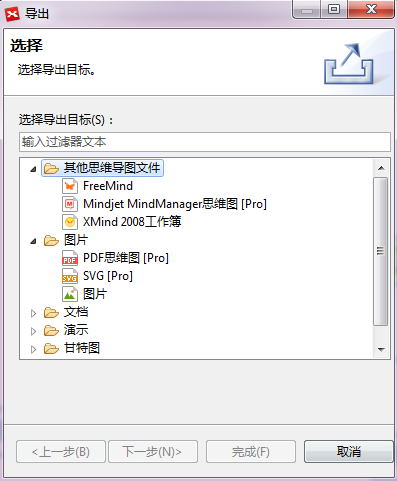 导出
选择
选择导出目标。
选择导出目标(S)：
输入过滤器文本
其他思维导图文件
FreeMind
Mindjet MindManager思维图 [Pro]
XMind 2008工作簿
图片
PDF思维图 [Pro]
SVG [Pro]
图片
文档
演示
甘特图
<上一步(B)
下一步(N)>
完成(F)
取消